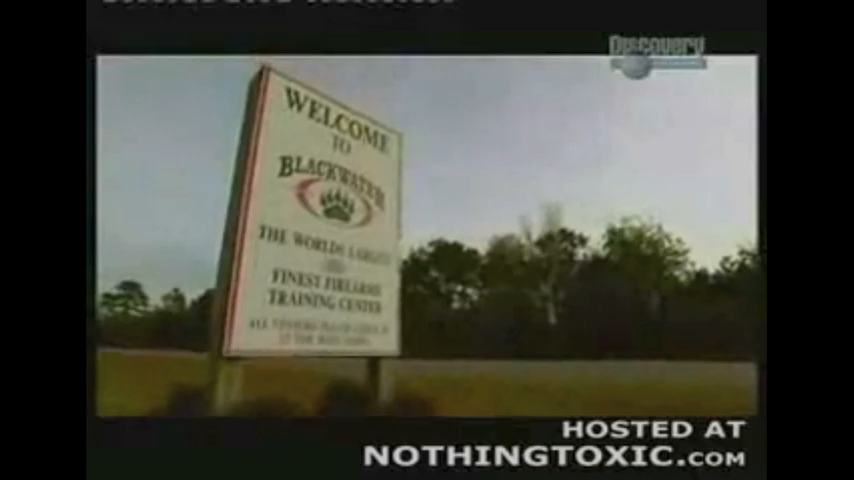 Discovery
WELCOME
TO
BLACKWATER
THE WORLDS LARGEST
FINEST FIREARMS
TRAINING CENTER
HOSTED AT
NOTHINGTOXIC.COM